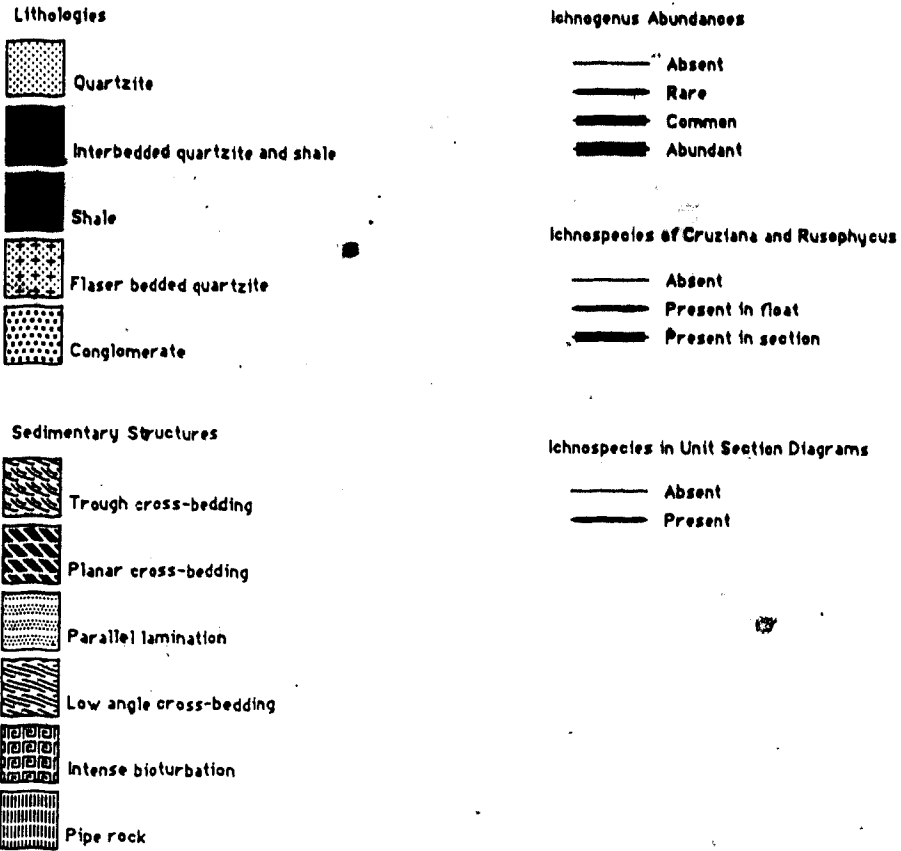 Lithologies
Quartzite
Interbedded quartzite and shale
Shale
Flaser bedded quartzite
Conglomerate
Sedimentary Structures
Trough cross-bedding
Planar cross-bedding
Parallel lamination
Low angle cross-bedding
Intense bioturbation
Pipe rock
Ichnogenus Abundances
Absent
Rare
Common
Abundant
Ichnospecies of Cruziana and Rusophycus
Absent
Present in float
Present in section
Ichnospecies in Unit Section Diagrams
Absent
Present